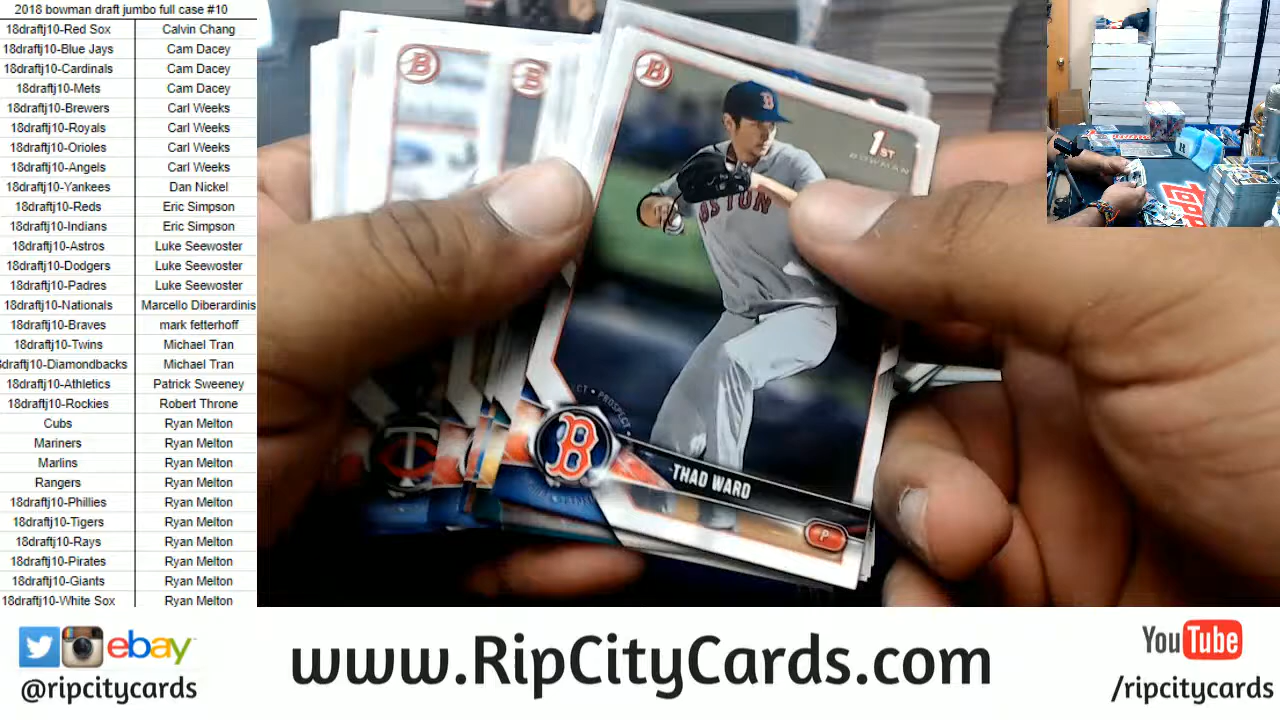 2018 bowman draft jumbo full case #10
18draftj10-Red Sox Calvin Chang
18draftj10-Blue Jays Cam Dacey
18draftj10-Cardinals Cam Dacey
18draftj10-Mets Cam Dacey
18draftj10-Brewers Carl Weeks
18draftj10-Royals Carl Weeks
18draftj10-Orioles Carl Weeks
18draftj10-Angels Carl Weeks
18draftj10-Yankees Dan Nickel
18draftj10-Reds Eric Simpson
18draftj10-Indians Eric Simpson
18draftj10-Astros Luke Seewoster
18draftj10-Dodgers Luke Seewoster
18draftj10-Padres Luke Seewoster
18draftj10-Nationals Marcello Diberardinis
18draftj10-Braves mark fetterhoff
18draftj10-Twins Michael Tran
8draftj10-Diamondbacks Michael Tran
18draftj10-Athletics Patrick Sweeney
18draftj10-Rockies Robert Throne
Cubs Ryan Melton
Mariners Ryan Melton
Marlins Ryan Melton
Rangers Ryan Melton
18draftj10-Phillies Ryan Melton
18draftj10-Tigers Ryan Melton
18draftj10-Rays Ryan Melton
18draftj10-Pirates Ryan Melton
18draftj10-Giants Ryan Melton
18draftj10-White Sox Ryan Melton
B
B
B
1ST
BOWMAN
BOSTON
CT • PROSPECT
B
THAD WARD
P
topps
ebay
@ripcitycards
www.RipCityCards.com
YouTube
/ripcitycards